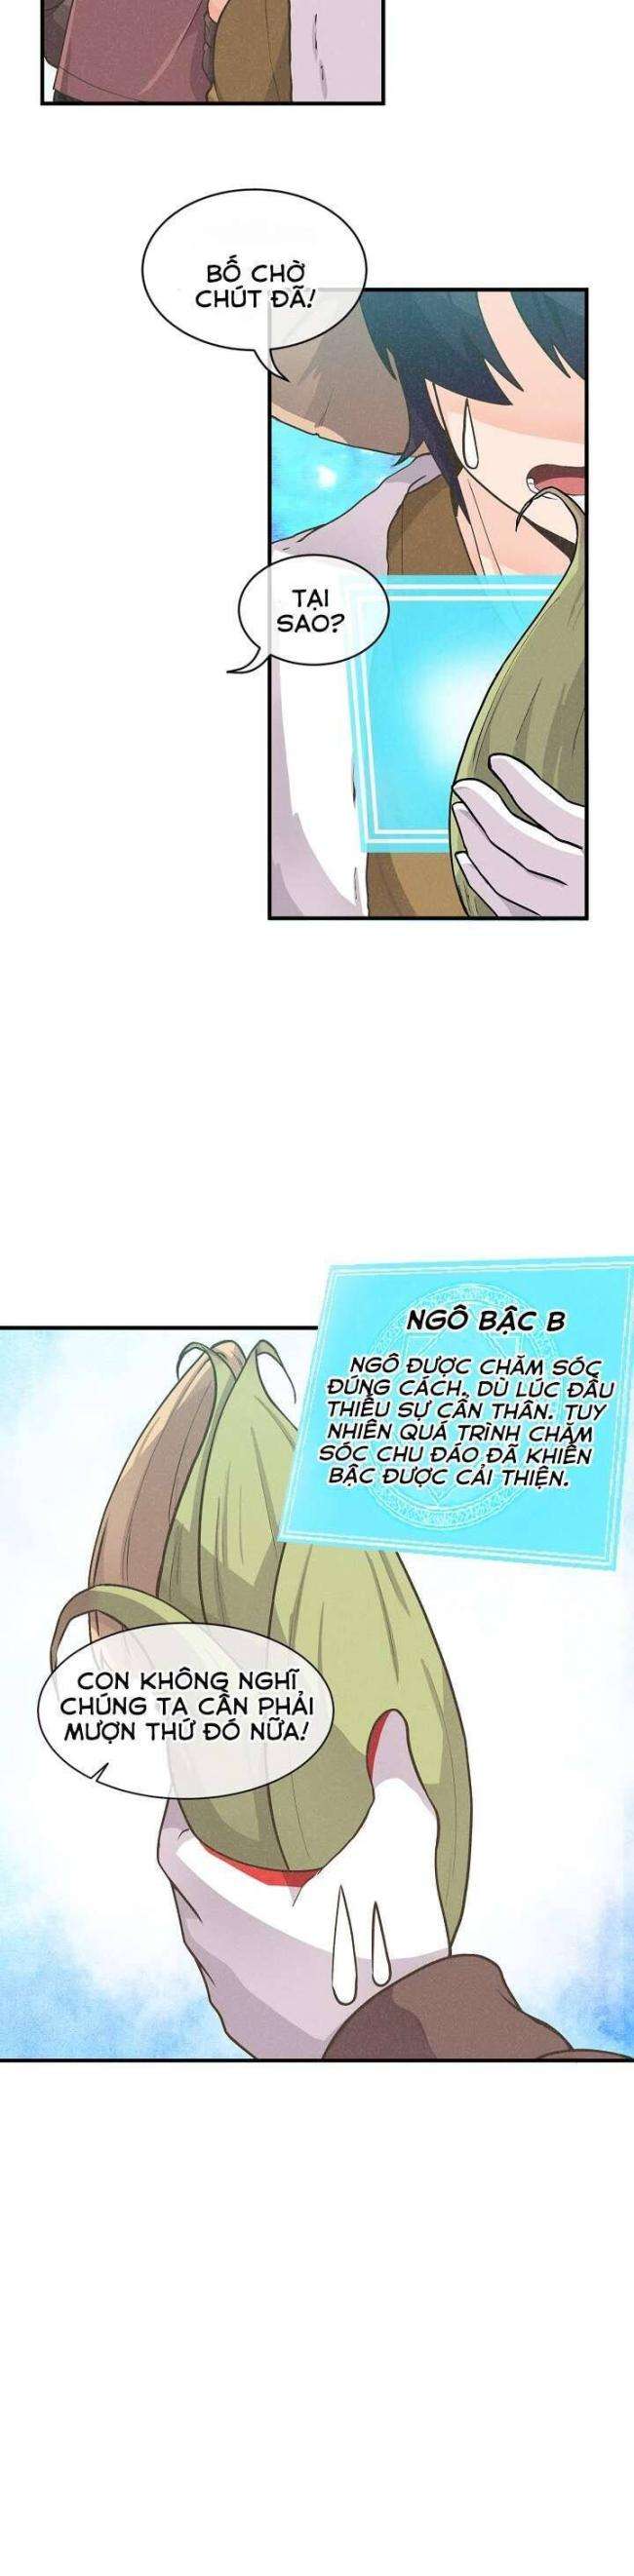 BỐ CHỜ
CHÚT ĐÃ!
TẠI
SAO?
NGÔ BẬC B
NGÔ ĐƯỢC CHĂM SÓC
ĐÚNG CÁCH, DÙ LÚC ĐẦU
THIẾU SỰ CẨN THÂN. TUY
NHIÊN QUÁ TRÌNH CHĂM
SÓC CHU ĐÁO ĐÃ KHIẾN
BẬC ĐƯỢC CẢI THIỆN.
CON KHÔNG NGHĨ
CHÚNG TA CẦN PHẢI
MƯỢN THỨ ĐÓ NỮA!